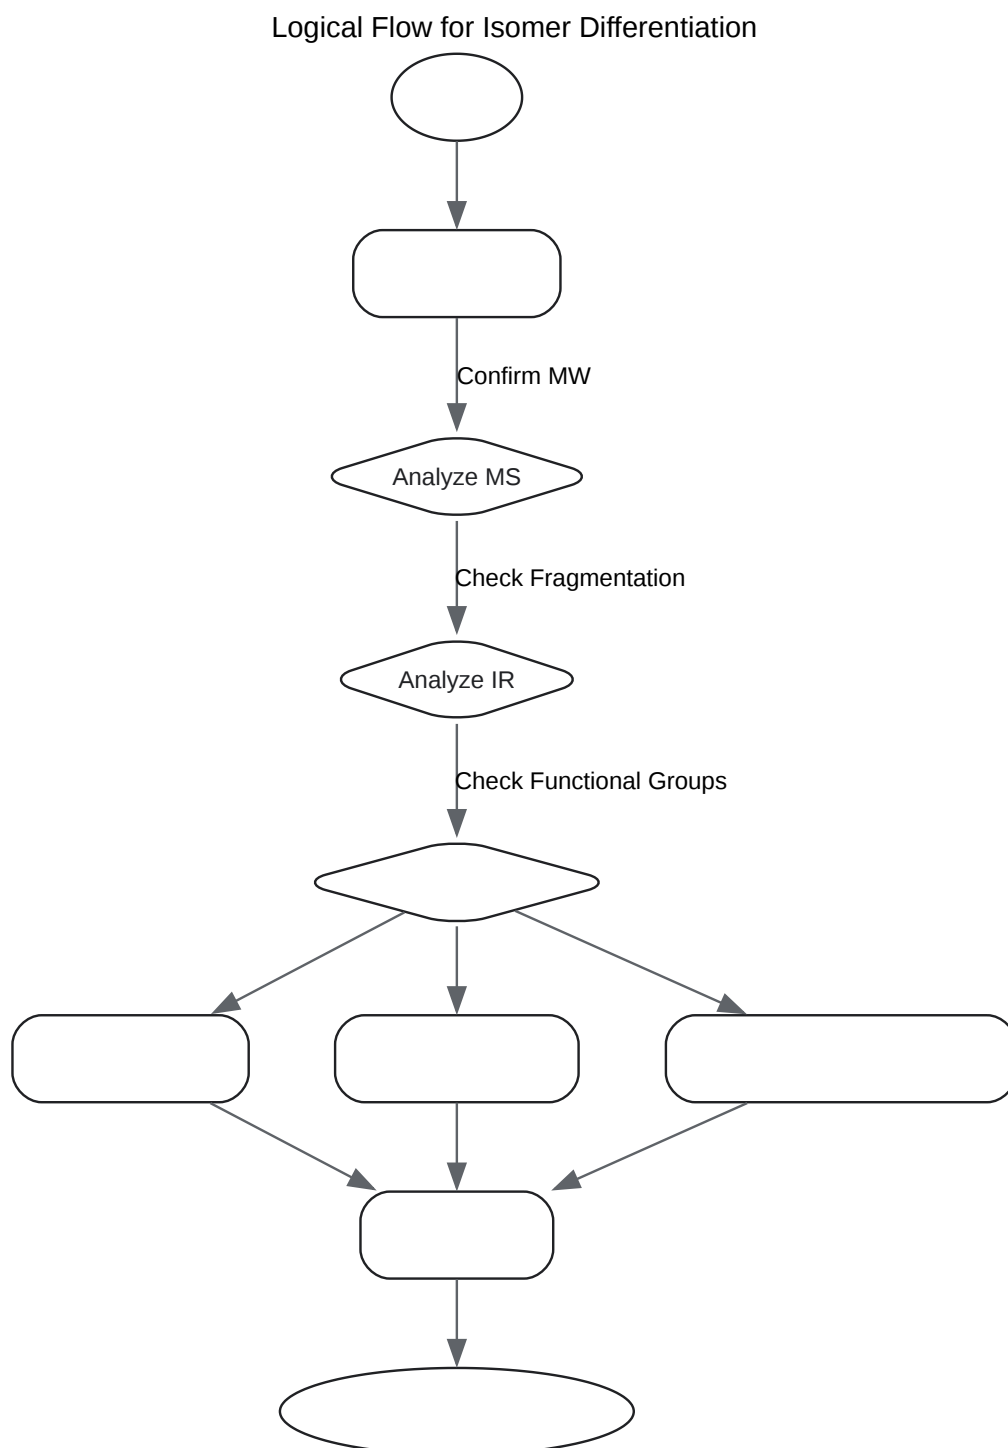 Logical Flow for Isomer Differentiation
Confirm MW
Analyze MS
Check Fragmentation
Analyze IR
Check Functional Groups